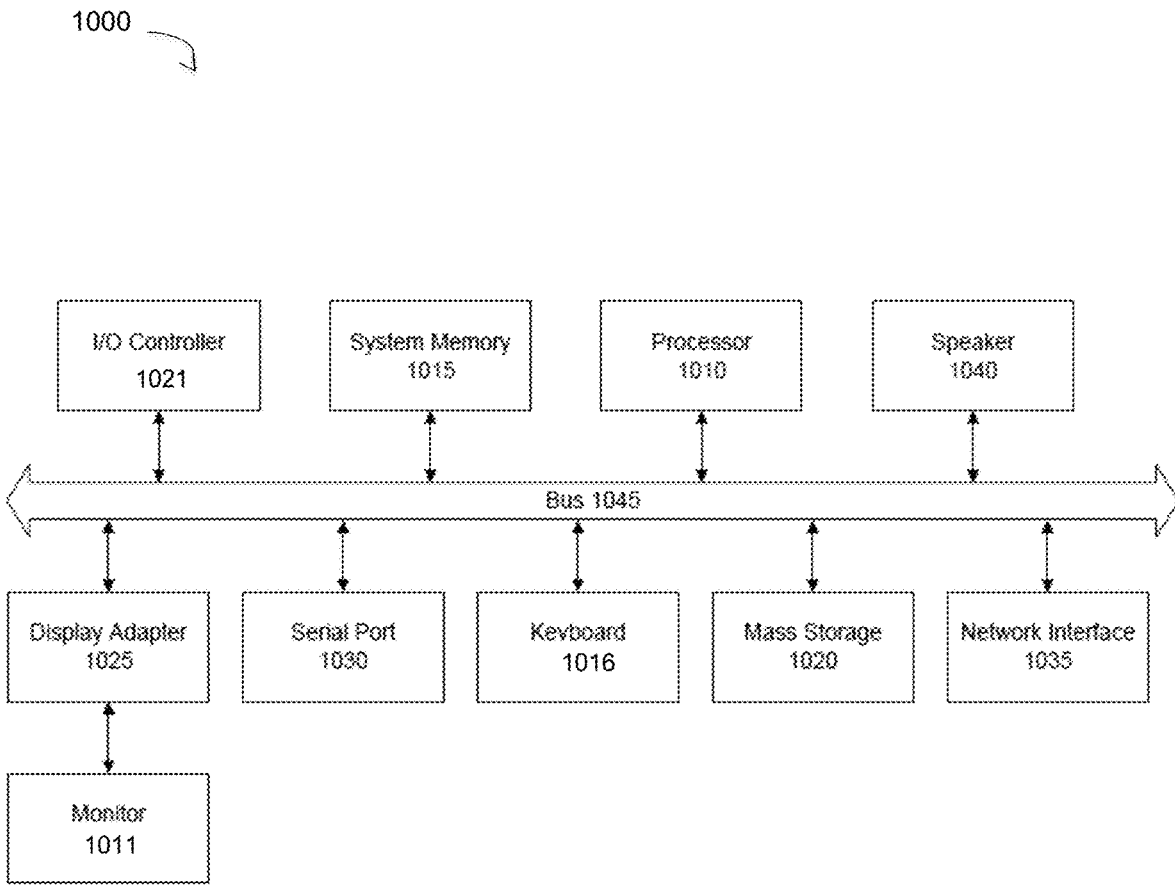 1000
I/O Controller
1021
System Memory
1015
Processor
1010
Speaker
1040
Bus 1045
Display Adapter
1025
Serial Port
1030
Keyboard
1016
Mass Storage
1020
Network Interface
1035
Monitor
1011